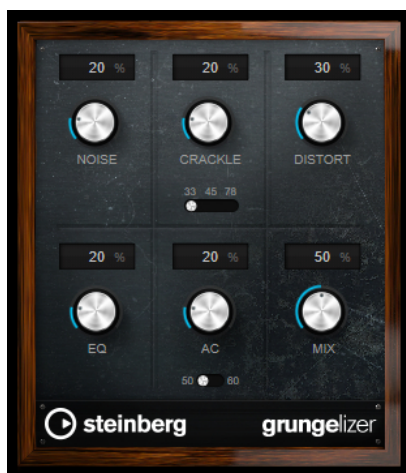 20 % 20 % 30 %
NOISE CRACKLE DISTORT
33 45 78
20 % 20 % 50 %
EQ AC MIX
50 60
steinberg grungelizer